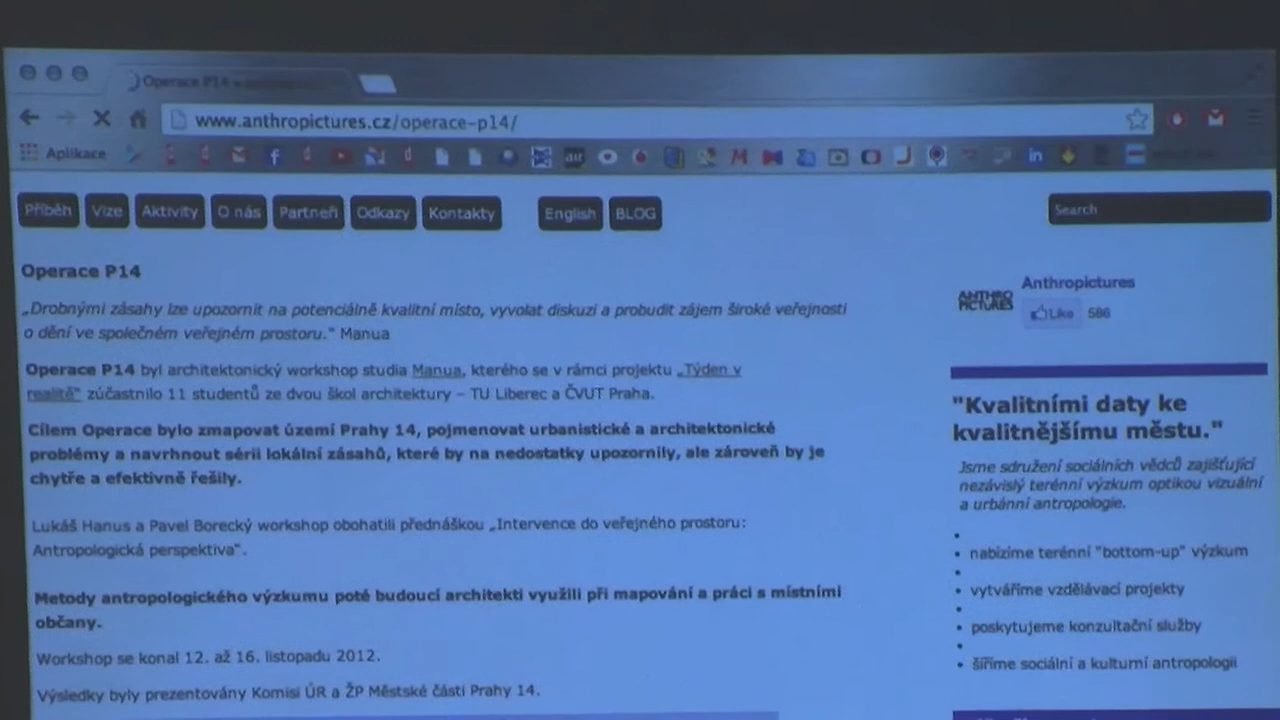 Operace P14
www.anthropictures.cz/operace-p14/
Aplikace
Příběh Vize Aktivity O nás Partneři Odkazy Kontakty English BLOG Search
Operace P14
„Drobnými zásahy lze upozornit na potenciálně kvalitní místo, vyvolat diskuzi a probudit zájem široké veřejnosti
o dění ve společném veřejném prostoru." Manua
Operace P14 byl architektonický workshop studia Manua, kterého se v rámci projektu „Týden v
realitě" zúčastnilo 11 studentů ze dvou škol architektury – TU Liberec a ČVUT Praha.
Cílem Operace bylo zmapovat území Prahy 14, pojmenovat urbanistické a architektonické
problémy a navrhnout sérii lokální zásahů, které by na nedostatky upozornily, ale zároveň by je
chytře a efektivně řešily.
Lukáš Hanus a Pavel Borecký workshop obohatili přednáškou „Intervence do veřejného prostoru:
Antropologická perspektiva".
Metody antropologického výzkumu poté budoucí architekti využili při mapování a práci s místními
občany.
Workshop se konal 12. až 16. listopadu 2012.
Výsledky byly prezentovány Komisi ÚR a ŽP Městské části Prahy 14.
Anthropictures
ANTHRO
PICTURES
Like 586
"Kvalitními daty ke
kvalitnějšímu městu."
Jsme sdružení sociálních vědců zajišťující
nezávislý terénní výzkum optikou vizuální
a urbánní antropologie.
• nabízíme terénní "bottom-up" výzkum
• vytváříme vzdělávací projekty
• poskytujeme konzultační služby
• šíříme sociální a kulturní antropologii